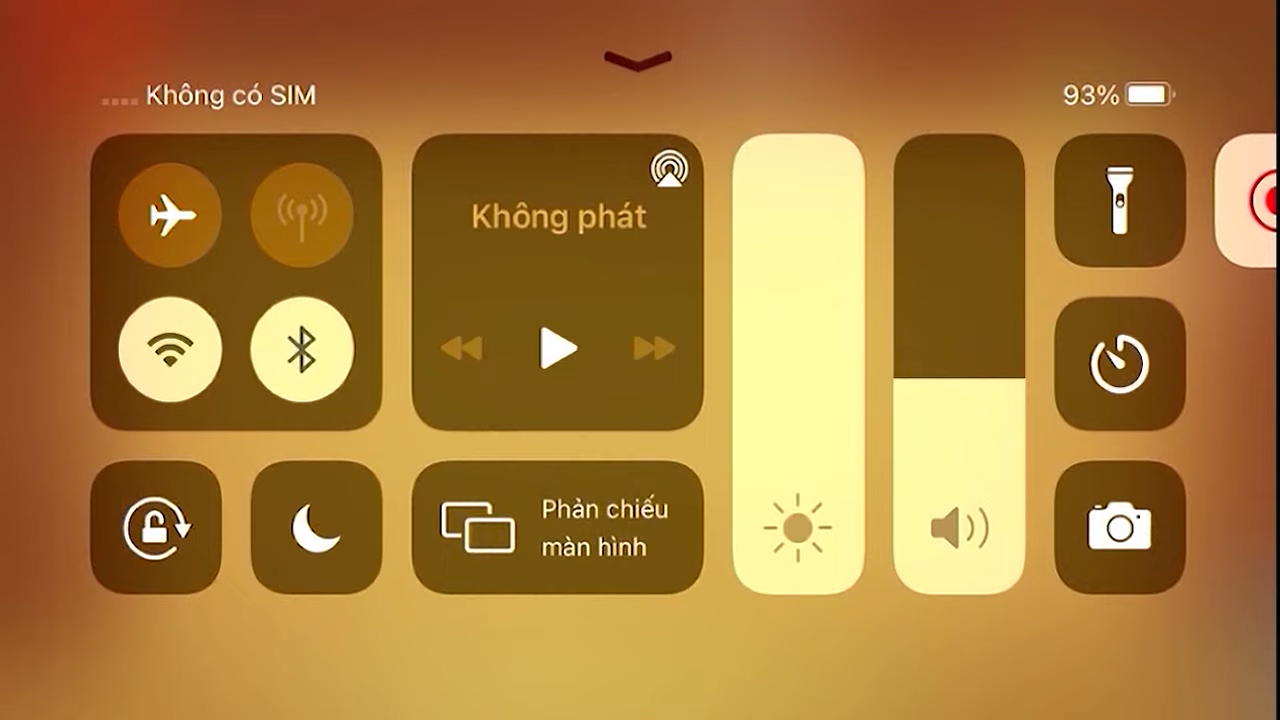 Không có SIM
93%
Không phát
Phản chiếu
màn hình